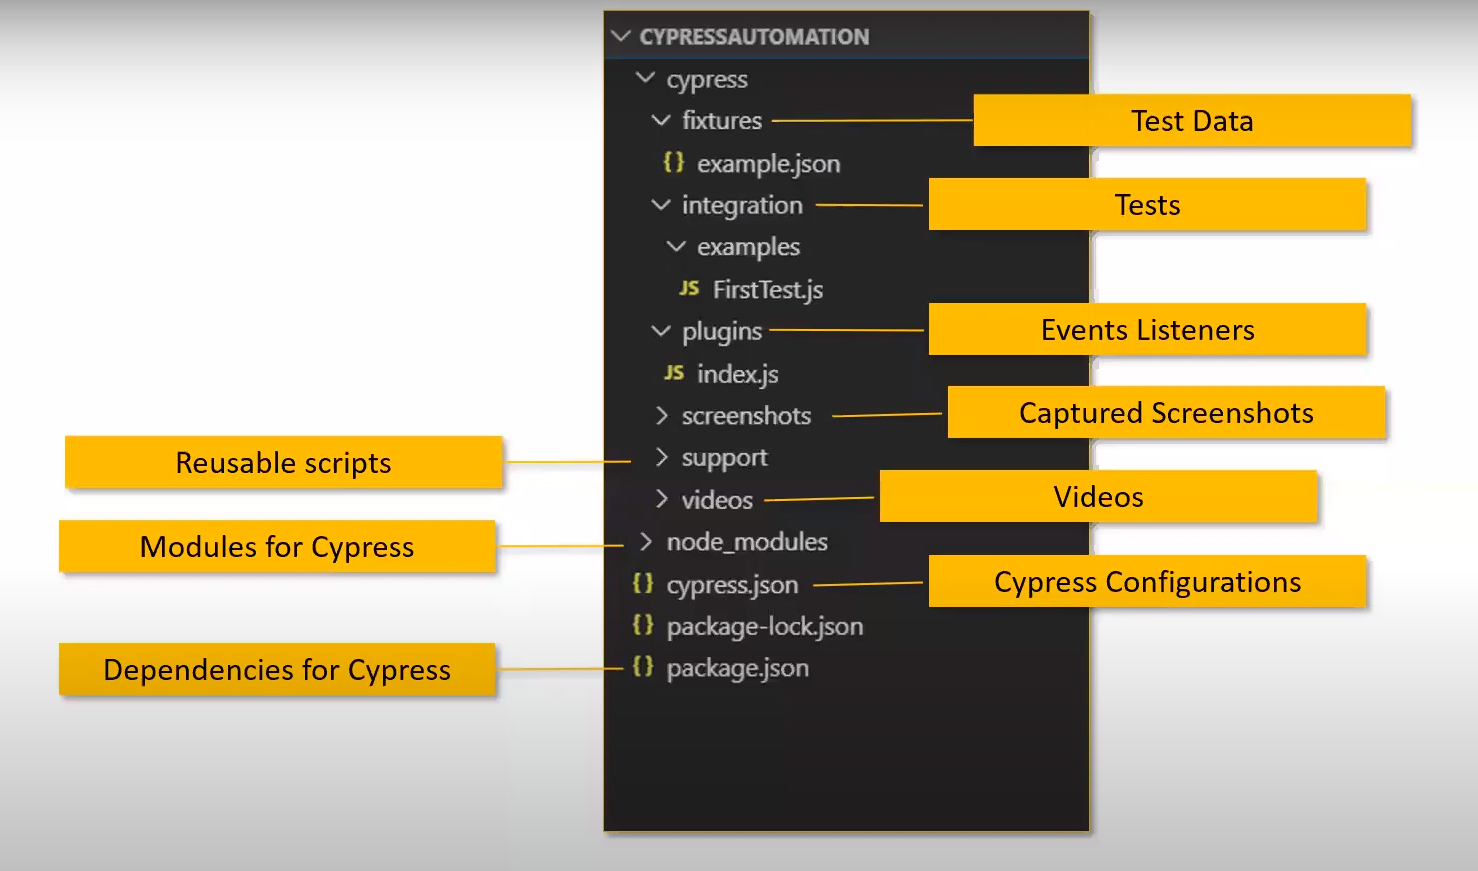 CYPRESSAUTOMATION
cypress
fixtures
Test Data
{} example.json
integration
Tests
examples
JS FirstTest.js
plugins
Events Listeners
JS index.js
screenshots
Captured Screenshots
Reusable scripts
support
videos
Videos
Modules for Cypress
node_modules
{} cypress.json
Cypress Configurations
{} package-lock.json
Dependencies for Cypress
{} package.json